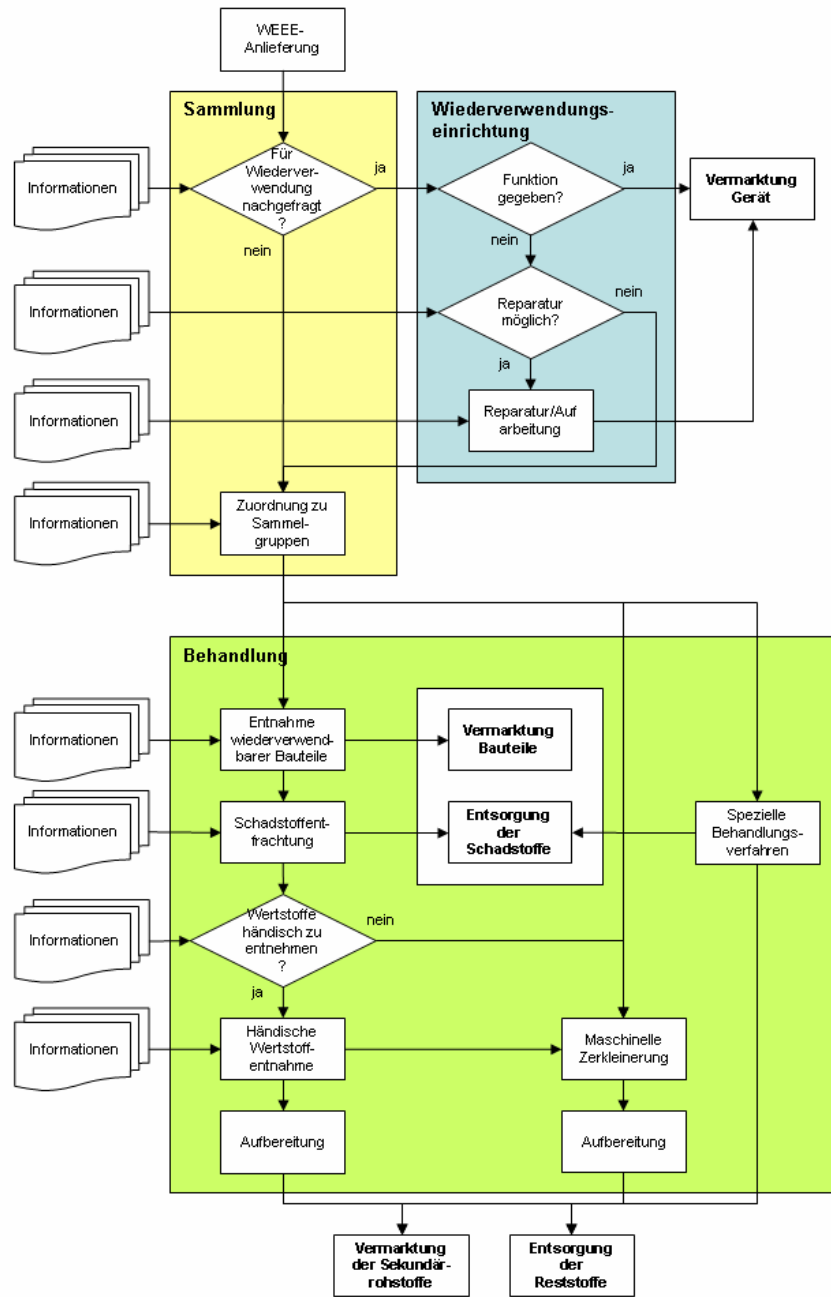 WEEE-
Anlieferung
Sammlung
Wiederverwendungs-
einrichtung
Informationen
Für
Wiederver-
wendung
nachgefragt
?
ja
nein
Funktion
gegeben?
ja
nein
Vermarktung
Gerät
Informationen
Reparatur
möglich?
nein
ja
Informationen
Reparatur/Auf
arbeitung
Informationen
Zuordnung zu
Sammel-
gruppen
Behandlung
Informationen
Entnahme
wiederverwend-
barer Bauteile
Vermarktung
Bauteile
Informationen
Schadstoffent
frachtung
Entsorgung
der
Schadstoffe
Spezielle
Behandlungs-
verfahren
Informationen
Wertstoffe
händisch zu
entnehmen
?
nein
ja
Informationen
Händische
Wertstoff-
entnahme
Maschinelle
Zerkleinerung
Aufbereitung
Aufbereitung
Vermarktung
der Sekundär-
rohstoffe
Entsorgung
der
Reststoffe